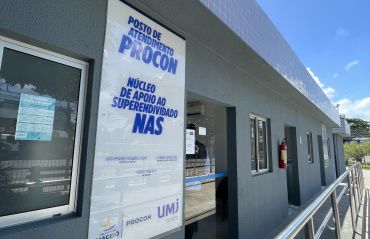 POSTO DE
ATENDIMENTO
PROCON
NÚCLEO
DE APOIO AO
SUPERENDIVIDADO
NAS
PROCON
UMJ